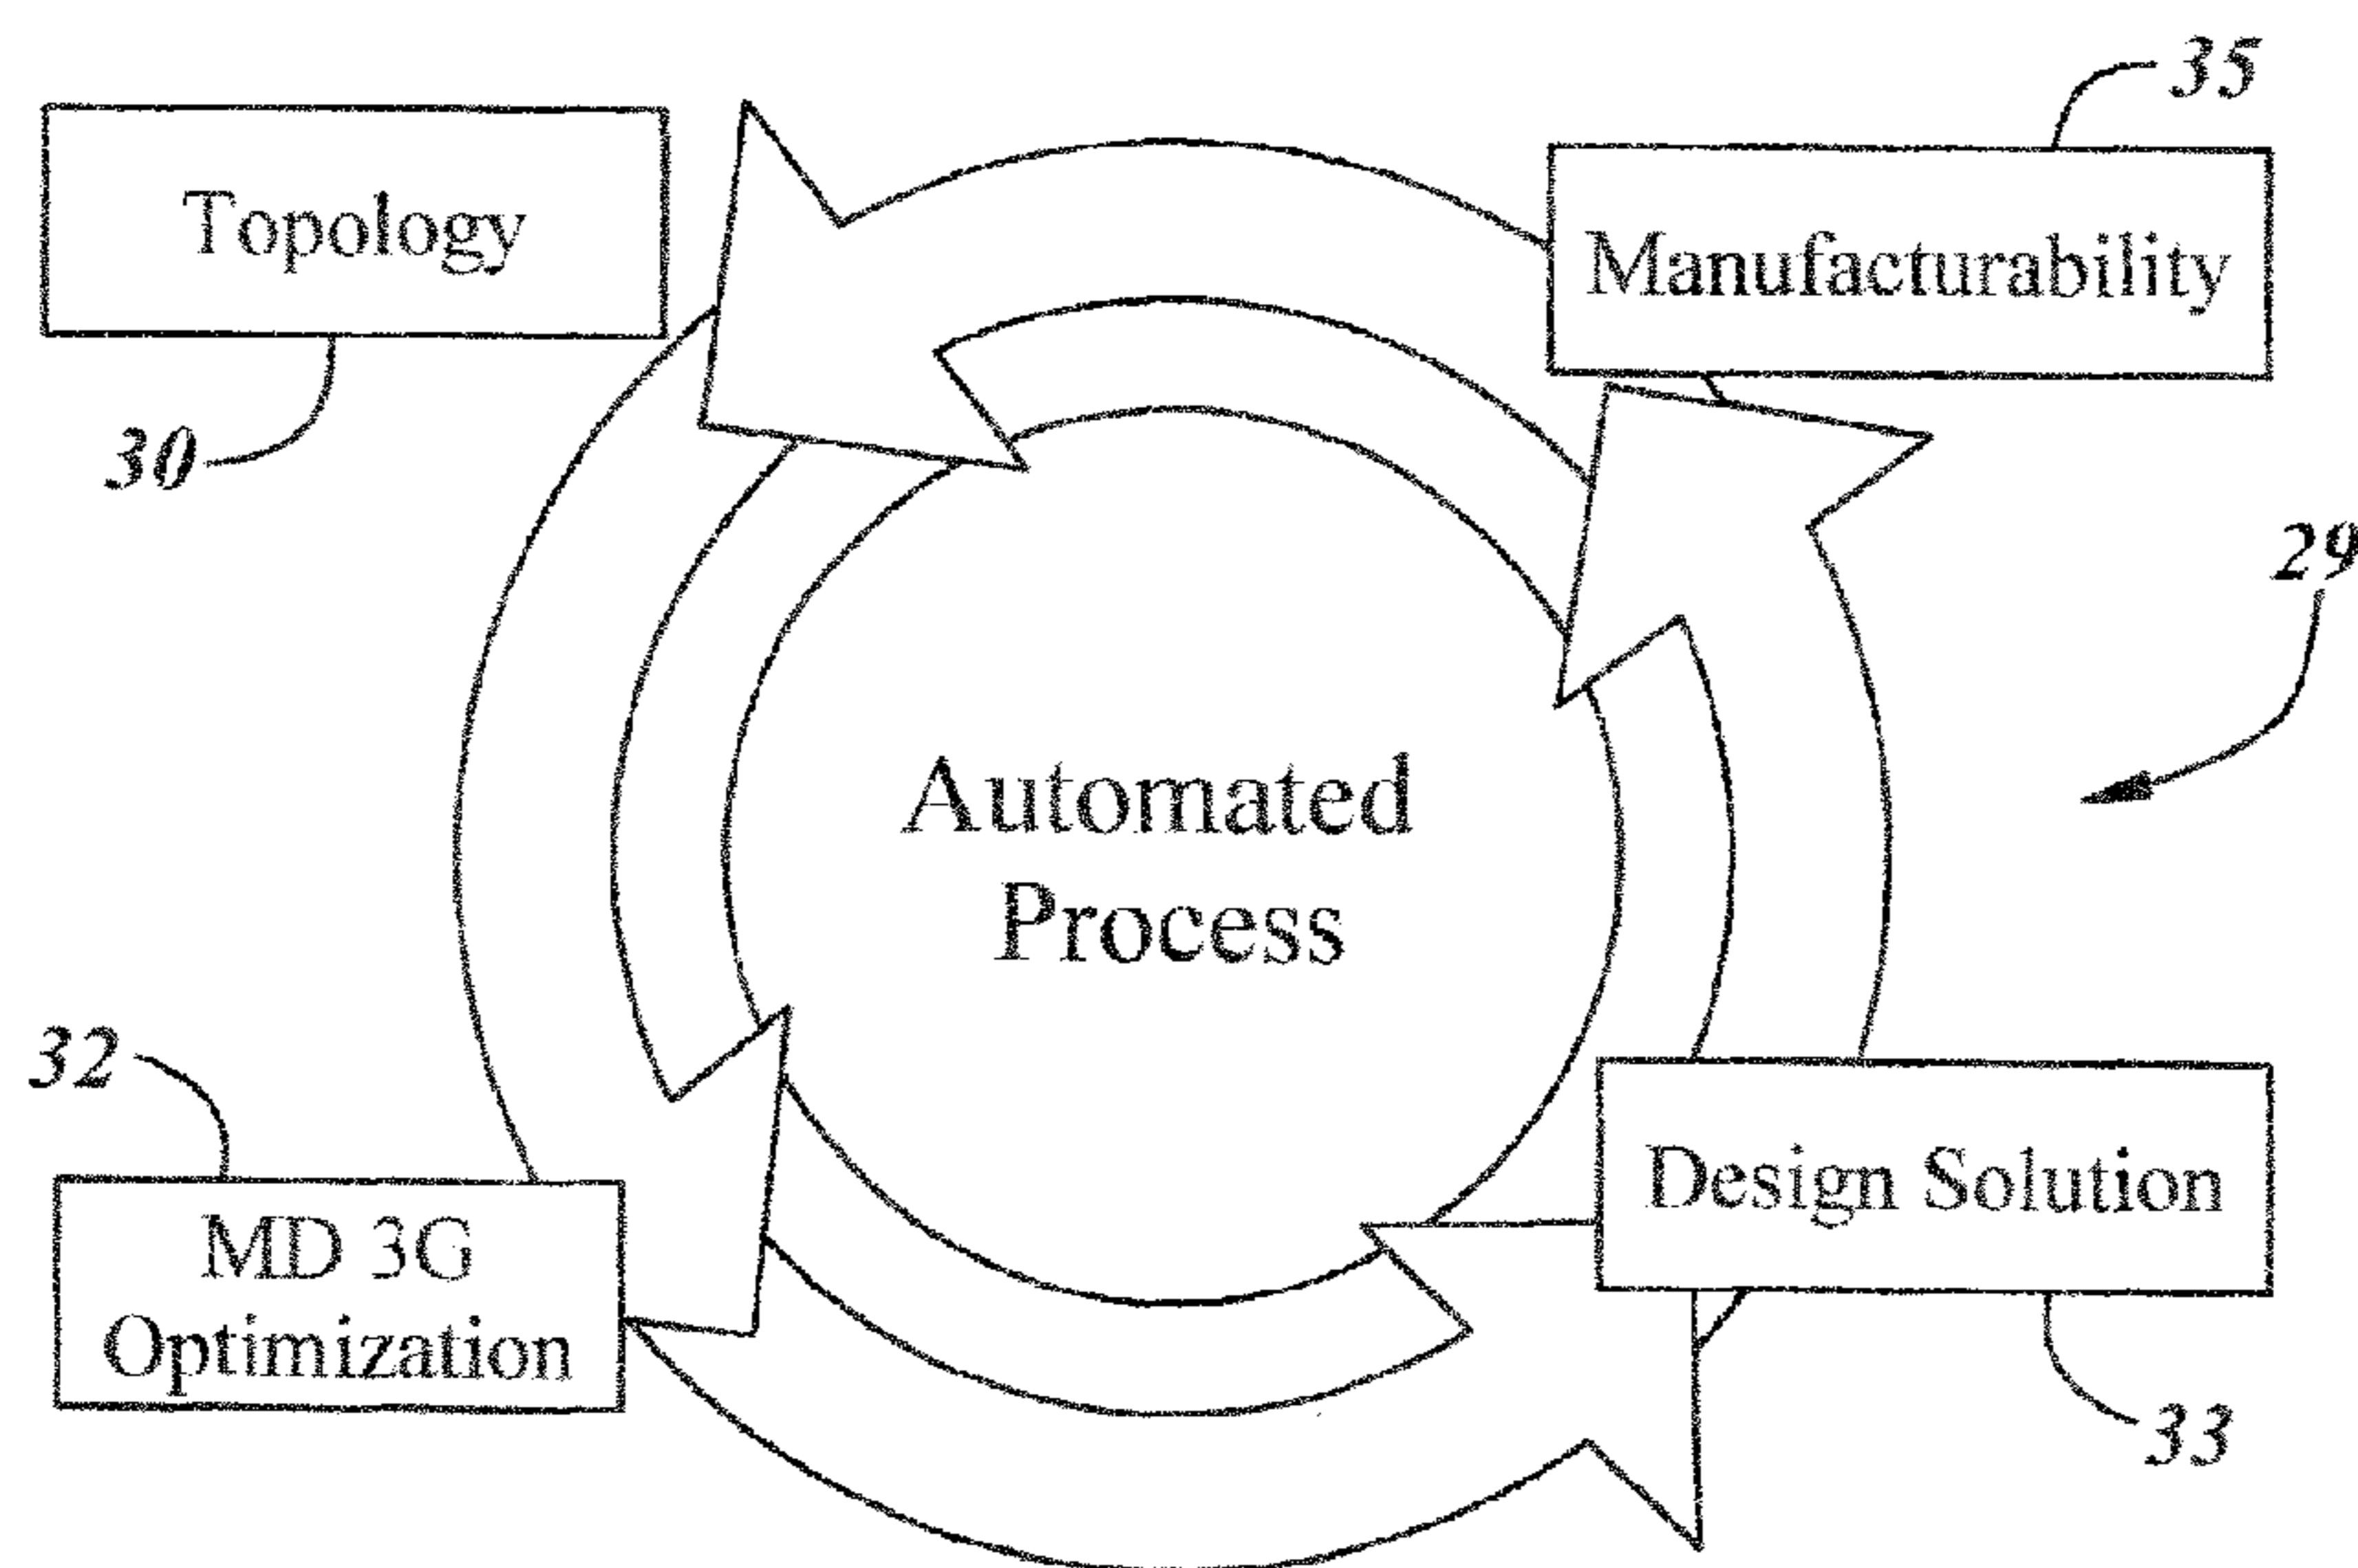 35
Topology
Manufacturability
30
29
Automated
Process
32
MD 3G
Optimization
Design Solution
33